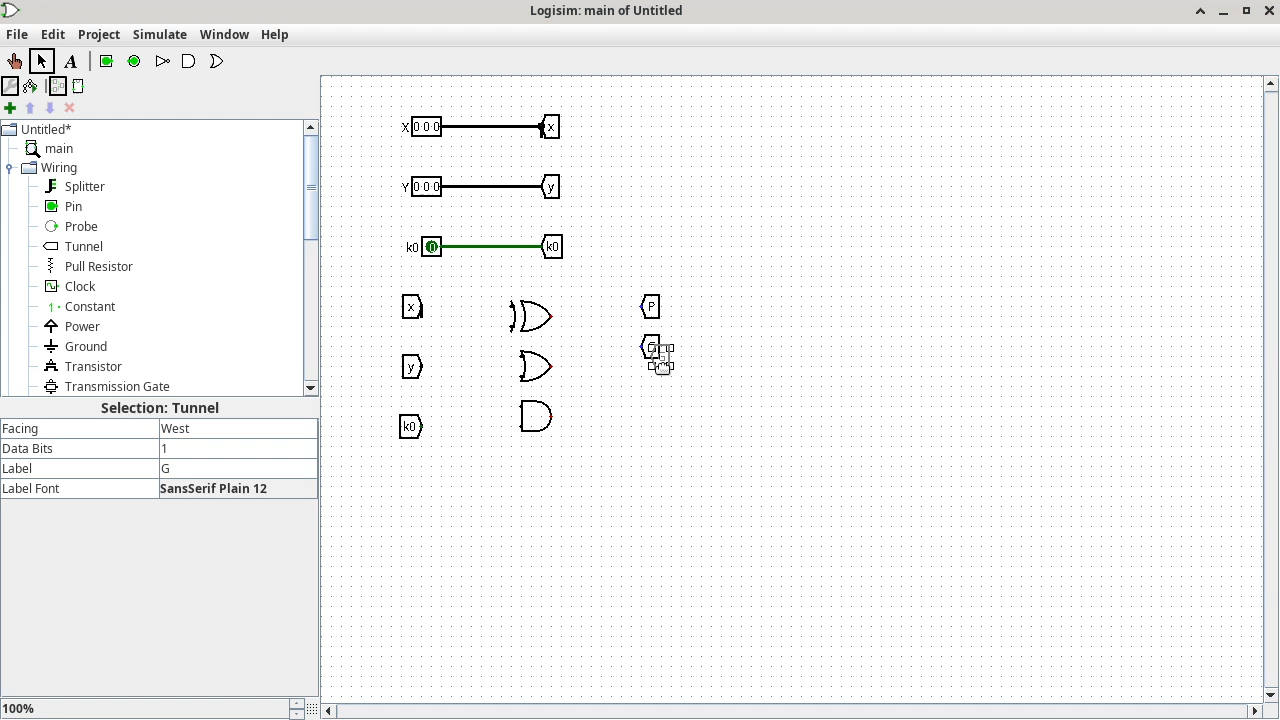 Logisim: main of Untitled
File Edit Project Simulate Window Help
A
Untitled*
main
Wiring
Splitter
Pin
Probe
Tunnel
Pull Resistor
Clock
Constant
Power
Ground
Transistor
Transmission Gate
Selection: Tunnel
Facing West
Data Bits 1
Label G
Label Font SansSerif Plain 12
100%
X 0 0 0 x
Y 0 0 0 y
k0 0 k0
x P
y
k0